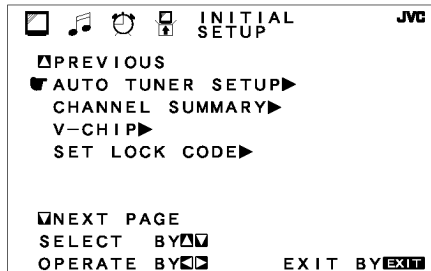 INITIAL SETUP
JVC
PREVIOUS
AUTO TUNER SETUP▶
CHANNEL SUMMARY▶
V-CHIP▶
SET LOCK CODE▶
NEXT PAGE
SELECT BY
OPERATE BY
EXIT BY EXIT